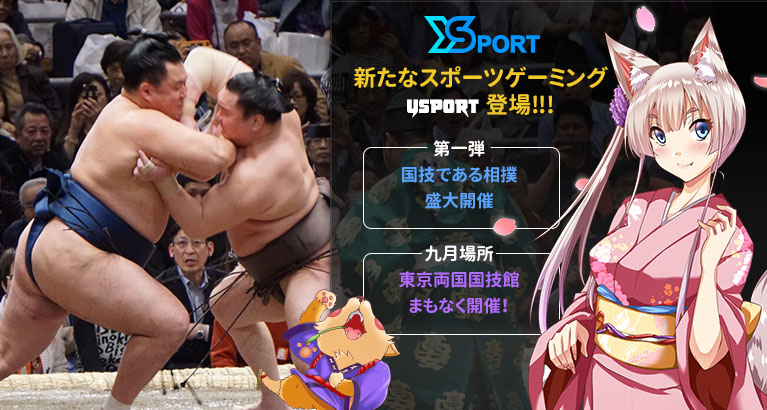 YSPORT
新たなスポーツゲーミング
YSPORT 登場!!!
第一弾
国技である相撲
盛大開催
九月場所
東京両国国技館
まもなく開催!